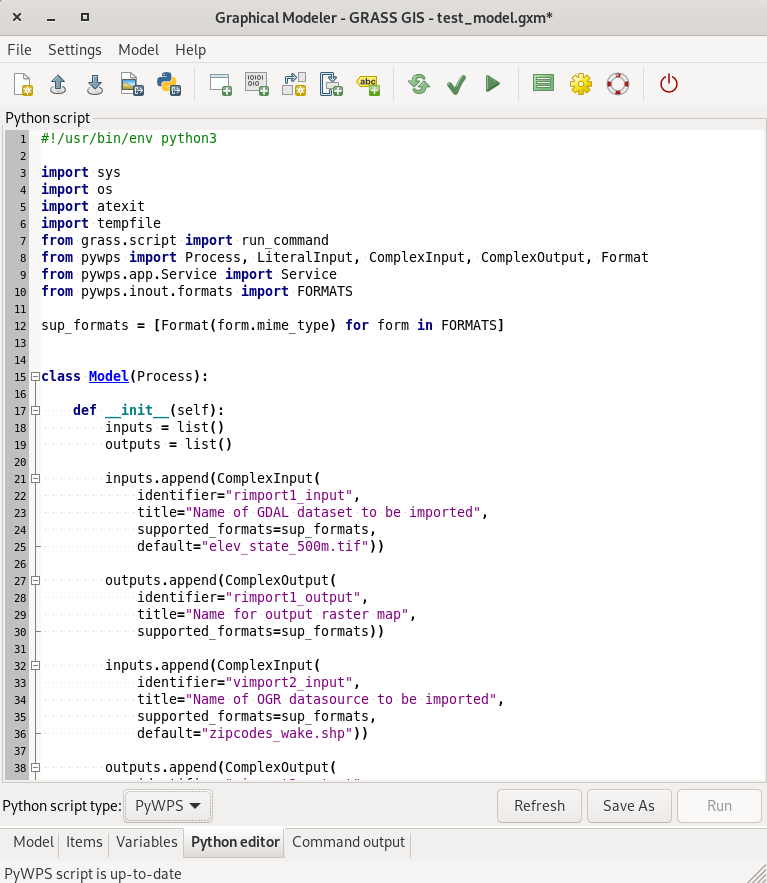 Graphical Modeler - GRASS GIS - test_model.gxm*
File Settings Model Help
abc
Python script
1 #!/usr/bin/env python3
2
3 import sys
4 import os
5 import atexit
6 import tempfile
7 from grass.script import run_command
8 from pywps import Process, LiteralInput, ComplexInput, ComplexOutput, Format
9 from pywps.app.Service import Service
10 from pywps.inout.formats import FORMATS
11
12 sup_formats = [Format(form.mime_type) for form in FORMATS]
13
14
15 class Model(Process):
16
17     def __init__(self):
18         inputs = list()
19         outputs = list()
20
21         inputs.append(ComplexInput(
22             identifier="rimport1_input",
23             title="Name of GDAL dataset to be imported",
24             supported_formats=sup_formats,
25             default="elev_state_500m.tif"))
26
27         outputs.append(ComplexOutput(
28             identifier="rimport1_output",
29             title="Name for output raster map",
30             supported_formats=sup_formats))
31
32         inputs.append(ComplexInput(
33             identifier="vimport2_input",
34             title="Name of OGR datasource to be imported",
35             supported_formats=sup_formats,
36             default="zipcodes_wake.shp"))
37
38         outputs.append(ComplexOutput(
Python script type: PyWPS Refresh Save As Run
Model Items Variables Python editor Command output
PyWPS script is up-to-date